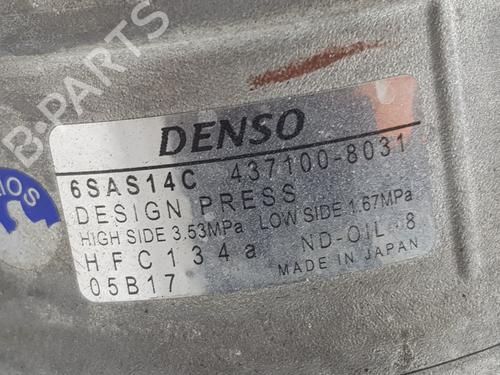 B-PARTS
DENSO
6SAS14C 437100-8031
DESIGN PRESS
HIGH SIDE 3.53MPa LOW SIDE 1.67MPa
HFC134a ND-OIL 8
05B17 MADE IN JAPAN